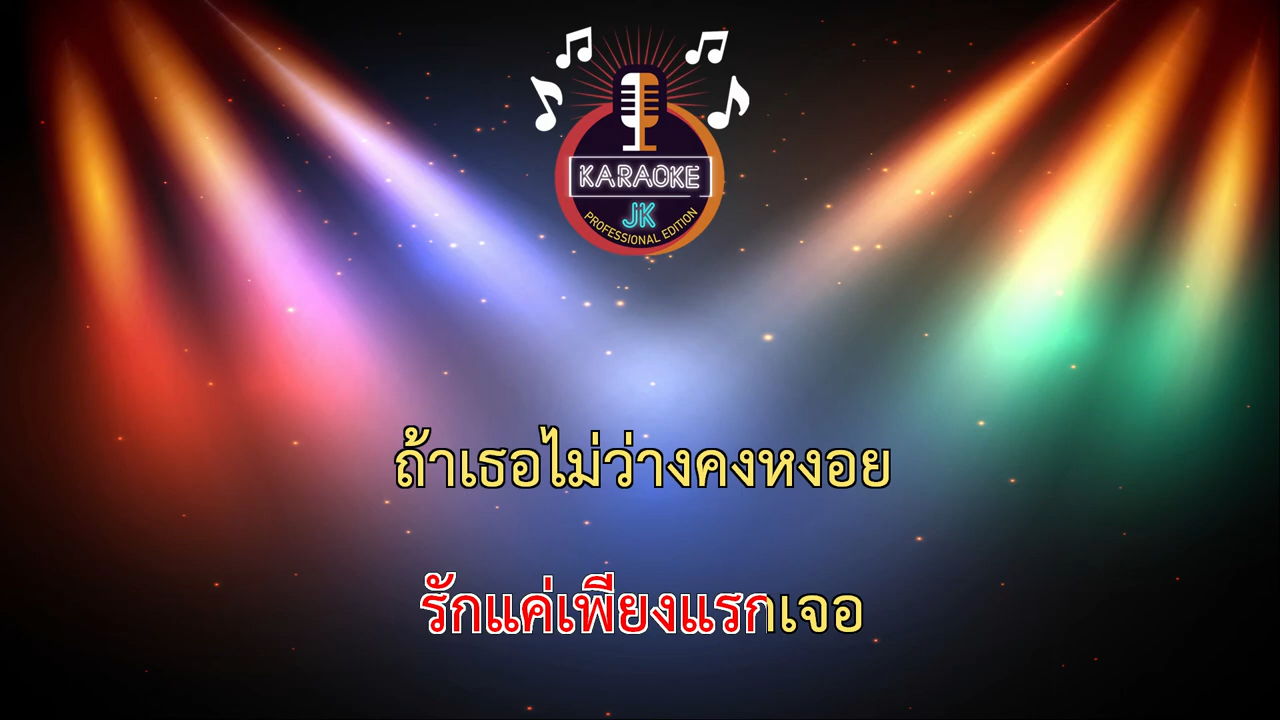 KARAOKE
JK
PROFESSIONAL EDITION
ถ้าเธอไม่ว่างคงหงอย
รักแค่เพียงแรกเจอ